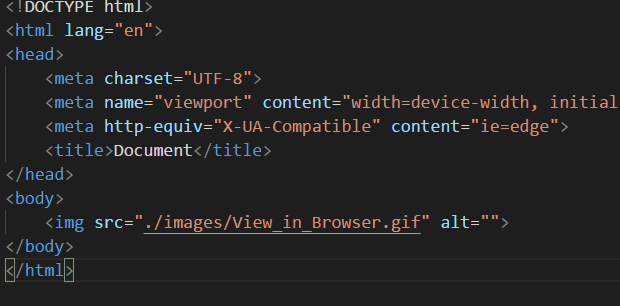 <!DOCTYPE html>
<html lang="en">
<head>
    <meta charset="UTF-8">
    <meta name="viewport" content="width=device-width, initial
    <meta http-equiv="X-UA-Compatible" content="ie=edge">
    <title>Document</title>
</head>
<body>
    <img src="./images/View_in_Browser.gif" alt="">
</body>
</html>